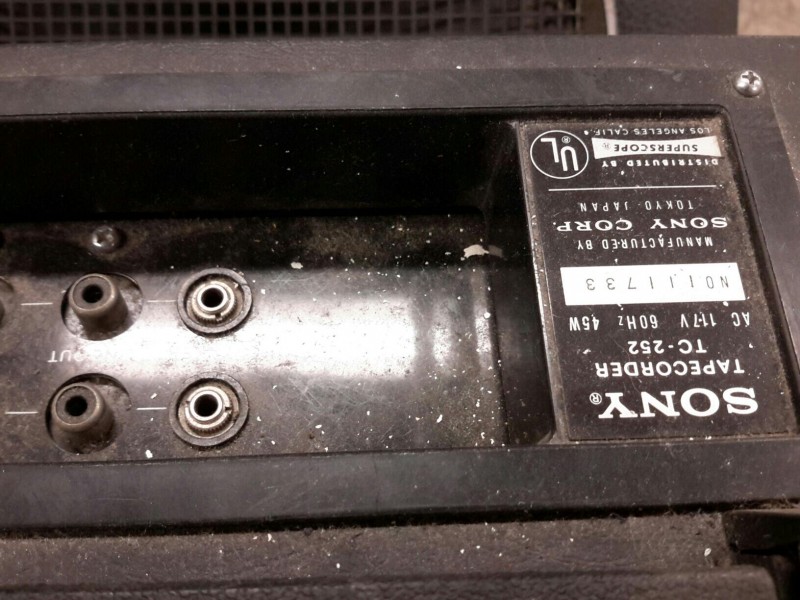 SONY®
TAPECORDER
TC-252
AC 117V 60Hz 45W
NO111733
MANUFACTURED BY
SONY CORP.
TOKYO JAPAN
DISTRIBUTED BY
SUPERSCOPE®
LOS ANGELES CALIF.
UL
OUT